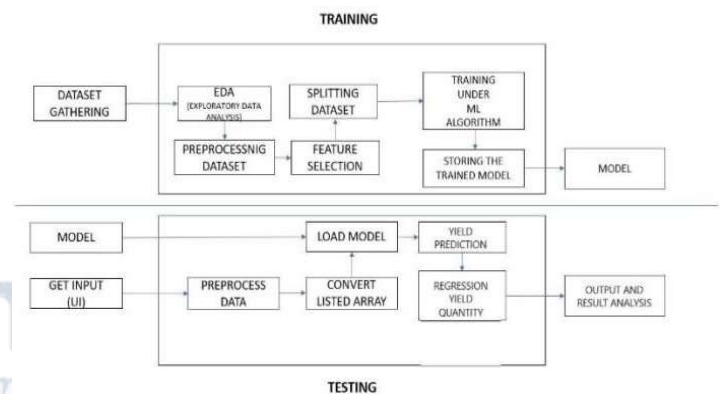 TRAINING
DATASET
GATHERING
EDA
(EXPLORATORY DATA
ANALYSIS)
PREPROCESSNIG
DATASET
SPLITTING
DATASET
FEATURE
SELECTION
TRAINING
UNDER
ML
ALGORITHM
STORING THE
TRAINED MODEL
MODEL
MODEL
LOAD MODEL
YIELD
PREDICTION
GET INPUT
(UI)
PREPROCESS
DATA
CONVERT
LISTED ARRAY
REGRESSION
YIELD
QUANTITY
OUTPUT AND
RESULT ANALYSIS
TESTING